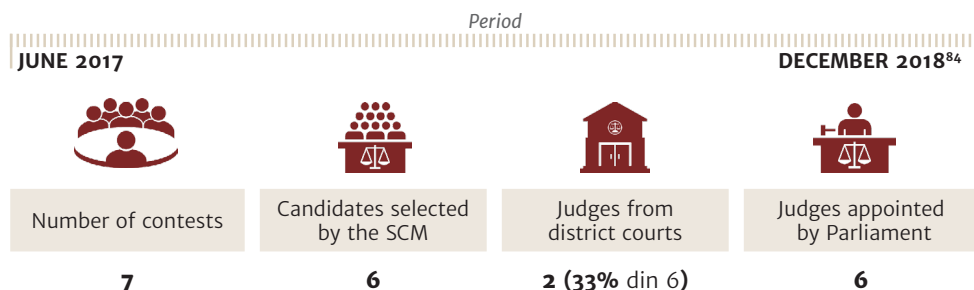 Period
JUNE 2017
DECEMBER 2018⁸⁴
Number of contests
7
Candidates selected
by the SCM
6
Judges from
district courts
2 (33% din 6)
Judges appointed
by Parliament
6